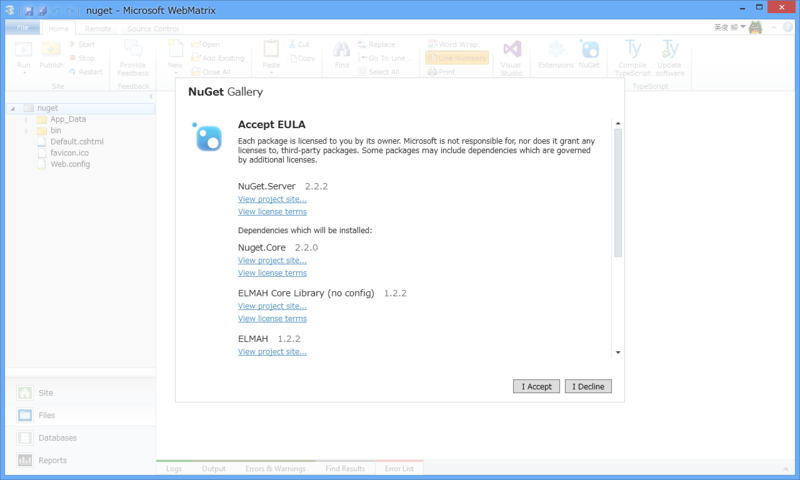 nuget - Microsoft WebMatrix
File
Home
Remote
Source Control
英俊 郷
Run
Publish
Start
Stop
Restart
Site
Provide
Feedback
Feedback
New
Open
Add Existing
Close All
Paste
Cut
Copy
Find
Replace
Go To Line...
Select All
Word Wrap
Line Numbers
Print
Visual
Studio
Extensions
NuGet
Compile
TypeScript
Update
software
TypeScript
nuget
App_Data
bin
Default.cshtml
favicon.ico
Web.config
NuGet Gallery
Accept EULA
Each package is licensed to you by its owner. Microsoft is not responsible for, nor does it grant any
licenses to, third-party packages. Some packages may include dependencies which are governed
by additional licenses.
NuGet.Server 2.2.2
View project site...
View license terms
Dependencies which will be installed:
Nuget.Core 2.2.0
View project site...
View license terms
ELMAH Core Library (no config) 1.2.2
View project site...
View license terms
ELMAH 1.2.2
View project site...
I Accept
I Decline
Site
Files
Databases
Reports
Logs
Output
Errors & Warnings
Find Results
Error List